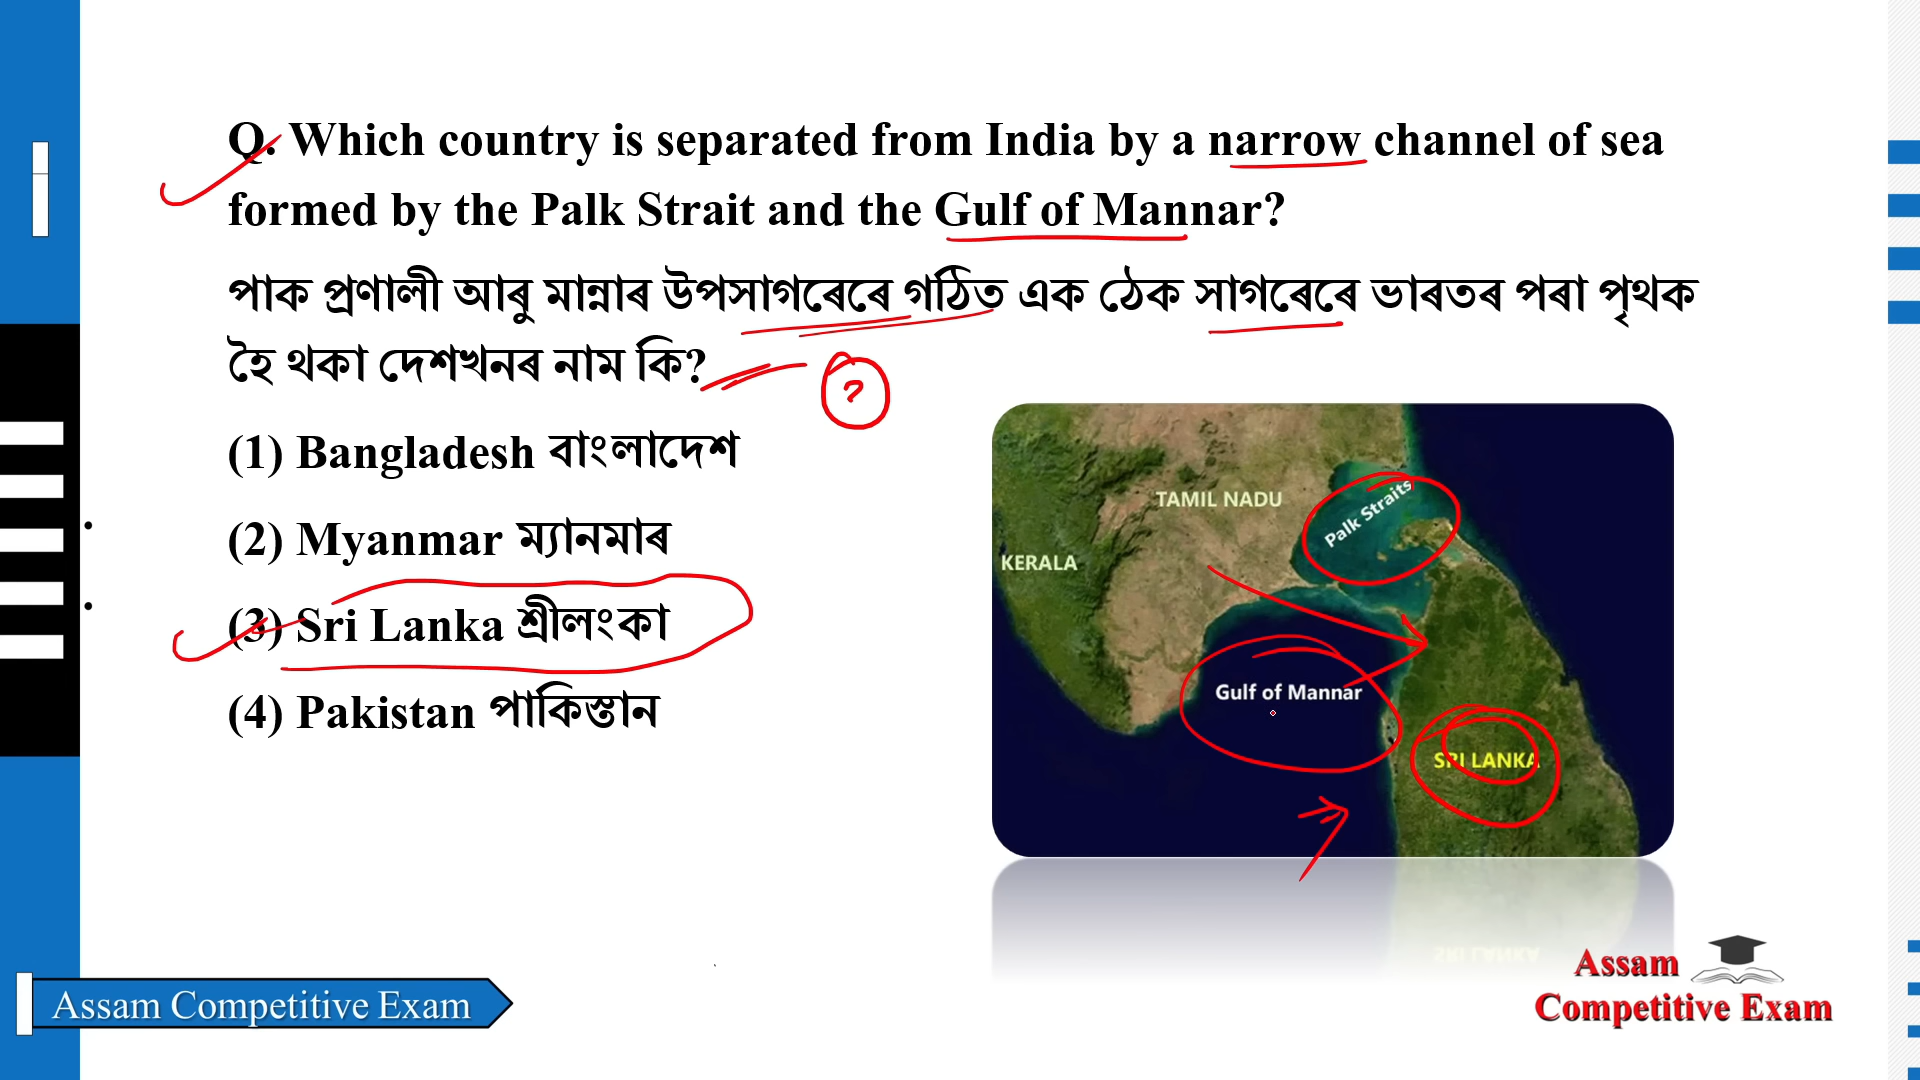 Q. Which country is separated from India by a narrow channel of sea
formed by the Palk Strait and the Gulf of Mannar?
পাক প্ৰণালী আৰু মান্নাৰ উপসাগৰেৰে গঠিত এক ঠেক সাগৰেৰে ভাৰতৰ পৰা পৃথক
হৈ থকা দেশখনৰ নাম কি?
?
(1) Bangladesh বাংলাদেশ
(2) Myanmar ম্যানমাৰ
(3) Sri Lanka শ্ৰীলংকা
(4) Pakistan পাকিস্তান
TAMIL NADU
Palk Straits
KERALA
Gulf of Mannar
SRI LANKA
Assam Competitive Exam
Assam
Competitive Exam